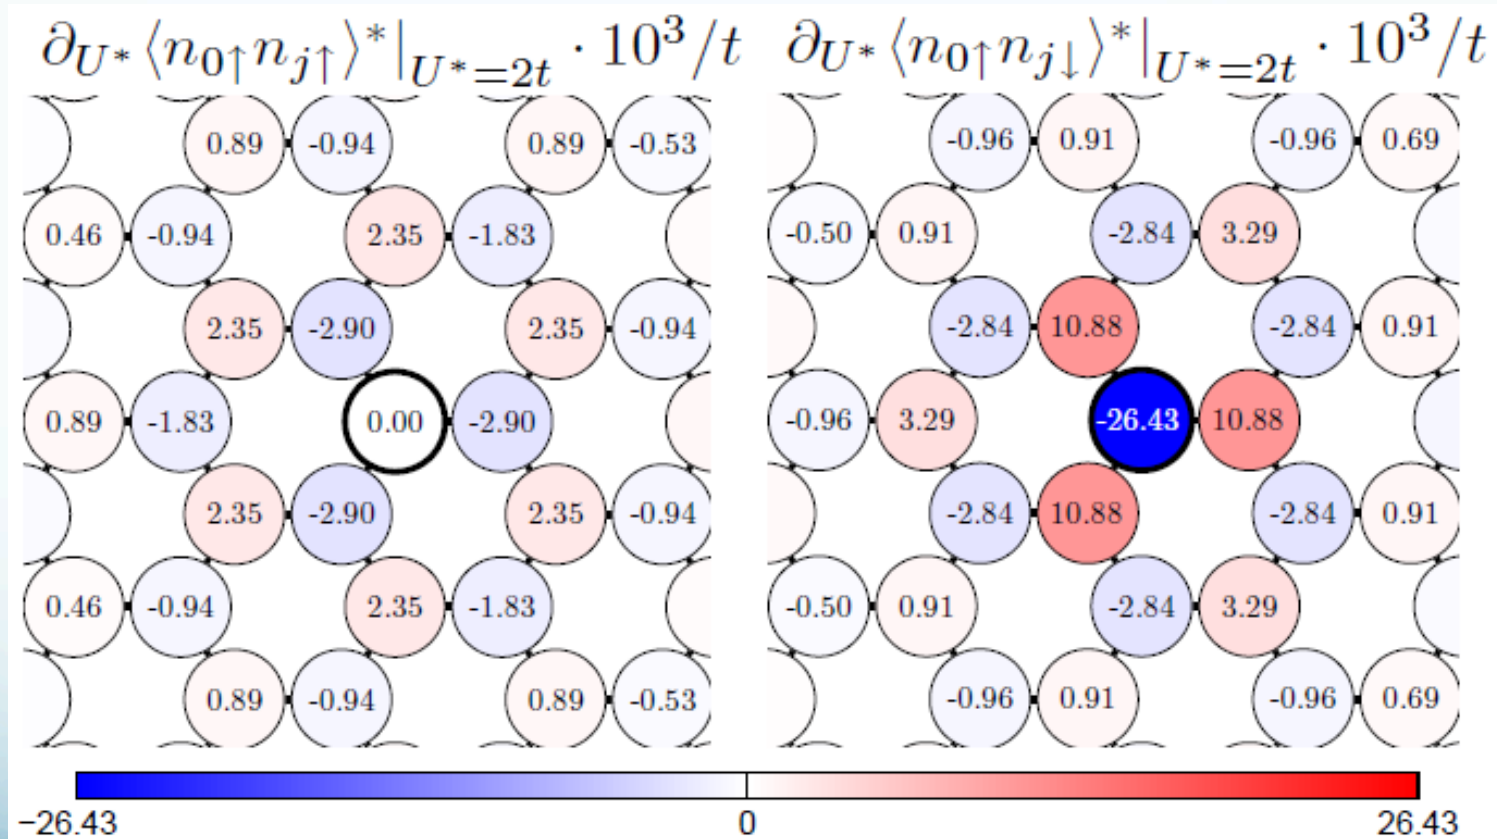 ∂_{U*} ⟨n_{0↑} n_{j↑}⟩*|_{U*=2t} · 10³/t ∂_{U*} ⟨n_{0↑} n_{j↓}⟩*|_{U*=2t} · 10³/t
0.89 -0.94 0.89 -0.53 -0.96 0.91 -0.96 0.69
0.46 -0.94 2.35 -1.83 -0.50 0.91 -2.84 3.29
2.35 -2.90 2.35 -0.94 -2.84 10.88 -2.84 0.91
0.89 -1.83 0.00 -2.90 -0.96 3.29 -26.43 10.88
2.35 -2.90 2.35 -0.94 -2.84 10.88 -2.84 0.91
0.46 -0.94 2.35 -1.83 -0.50 0.91 -2.84 3.29
0.89 -0.94 0.89 -0.53 -0.96 0.91 -0.96 0.69
−26.43 0 26.43